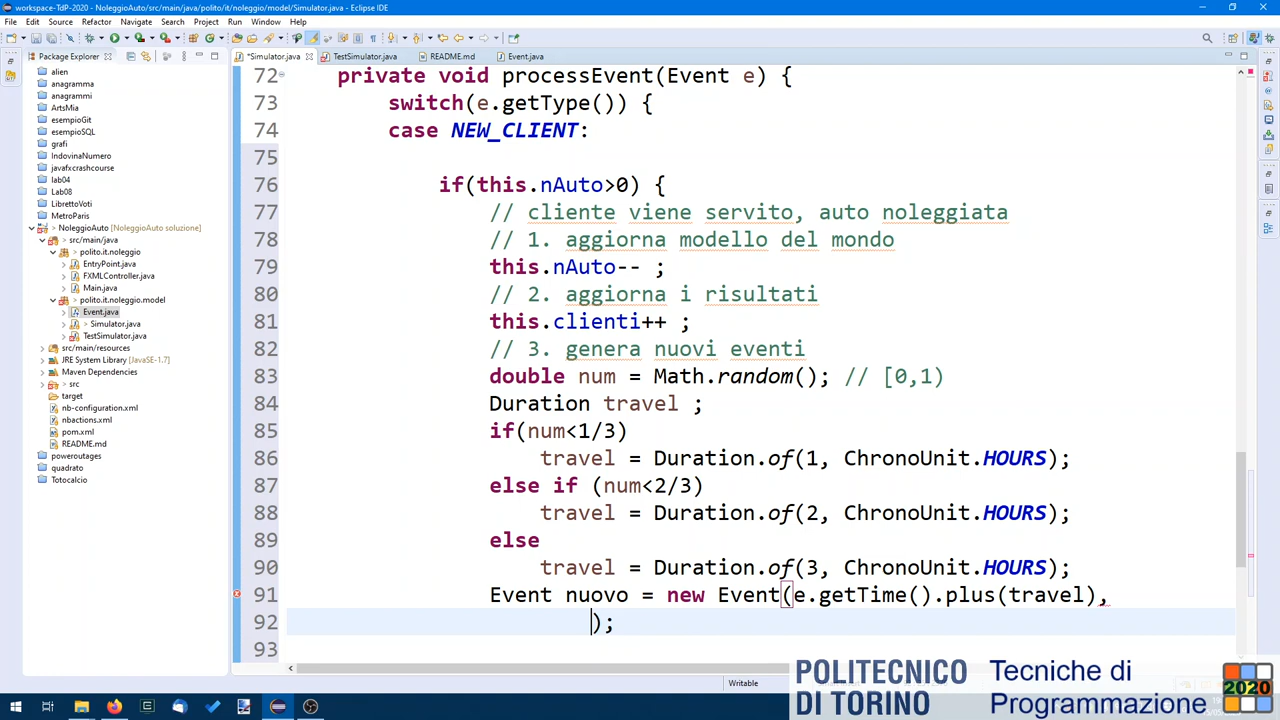 workspace-TdP-2020 - NoleggioAuto/src/main/java/polito/it/noleggio/model/Simulator.java - Eclipse IDE
File Edit Source Refactor Navigate Search Project Run Window Help
Package Explorer
*Simulator.java TestSimulator.java README.md Event.java
alien
anagramma
anagrammi
ArtsMia
esempioGit
esempioSQL
grafi
IndovinaNumero
javafxcrashcourse
lab04
Lab08
LibrettoVoti
MetroParis
NoleggioAuto [NoleggioAuto soluzione]
> src/main/java
> polito.it.noleggio
EntryPoint.java
FXMLController.java
Main.java
> polito.it.noleggio.model
Event.java
> Simulator.java
TestSimulator.java
src/main/resources
JRE System Library [JavaSE-1.7]
Maven Dependencies
> src
target
nb-configuration.xml
nbactions.xml
pom.xml
README.md
poweroutages
quadrato
Totocalcio
72 private void processEvent(Event e) {
73 switch(e.getType()) {
74 case NEW_CLIENT:
75
76 if(this.nAuto>0) {
77 // cliente viene servito, auto noleggiata
78 // 1. aggiorna modello del mondo
79 this.nAuto-- ;
80 // 2. aggiorna i risultati
81 this.clienti++ ;
82 // 3. genera nuovi eventi
83 double num = Math.random(); // [0,1)
84 Duration travel ;
85 if(num<1/3)
86 travel = Duration.of(1, ChronoUnit.HOURS);
87 else if (num<2/3)
88 travel = Duration.of(2, ChronoUnit.HOURS);
89 else
90 travel = Duration.of(3, ChronoUnit.HOURS);
91 Event nuovo = new Event(e.getTime().plus(travel),
92 );
93
Writable
POLITECNICO
DI TORINO
Tecniche di
Programmazione
2020